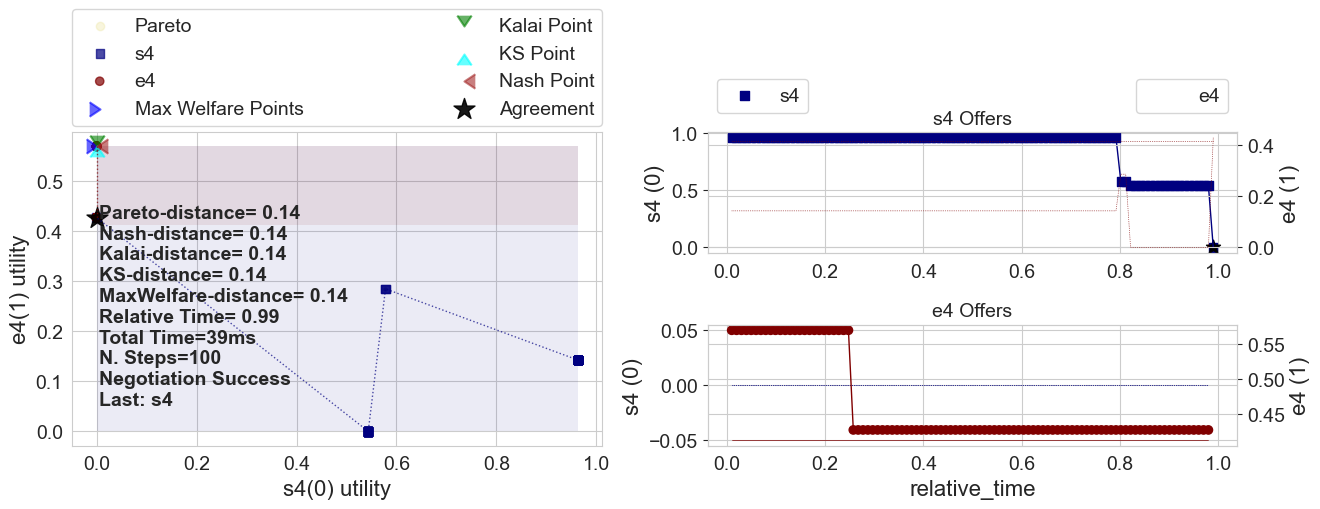 Pareto
s4
e4
Max Welfare Points
Kalai Point
KS Point
Nash Point
Agreement
e4(1) utility
0.5
0.4
0.3
0.2
0.1
0.0
Pareto-distance= 0.14
Nash-distance= 0.14
Kalai-distance= 0.14
KS-distance= 0.14
MaxWelfare-distance= 0.14
Relative Time= 0.99
Total Time=39ms
N. Steps=100
Negotiation Success
Last: s4
0.0 0.2 0.4 0.6 0.8 1.0
s4(0) utility
s4
e4
s4 Offers
s4 (0)
1.0
0.5
0.0
0.4
0.2
0.0
e4 (1)
0.0 0.2 0.4 0.6 0.8 1.0
e4 Offers
s4 (0)
0.05
0.00
−0.05
0.55
0.50
0.45
e4 (1)
0.0 0.2 0.4 0.6 0.8 1.0
relative_time